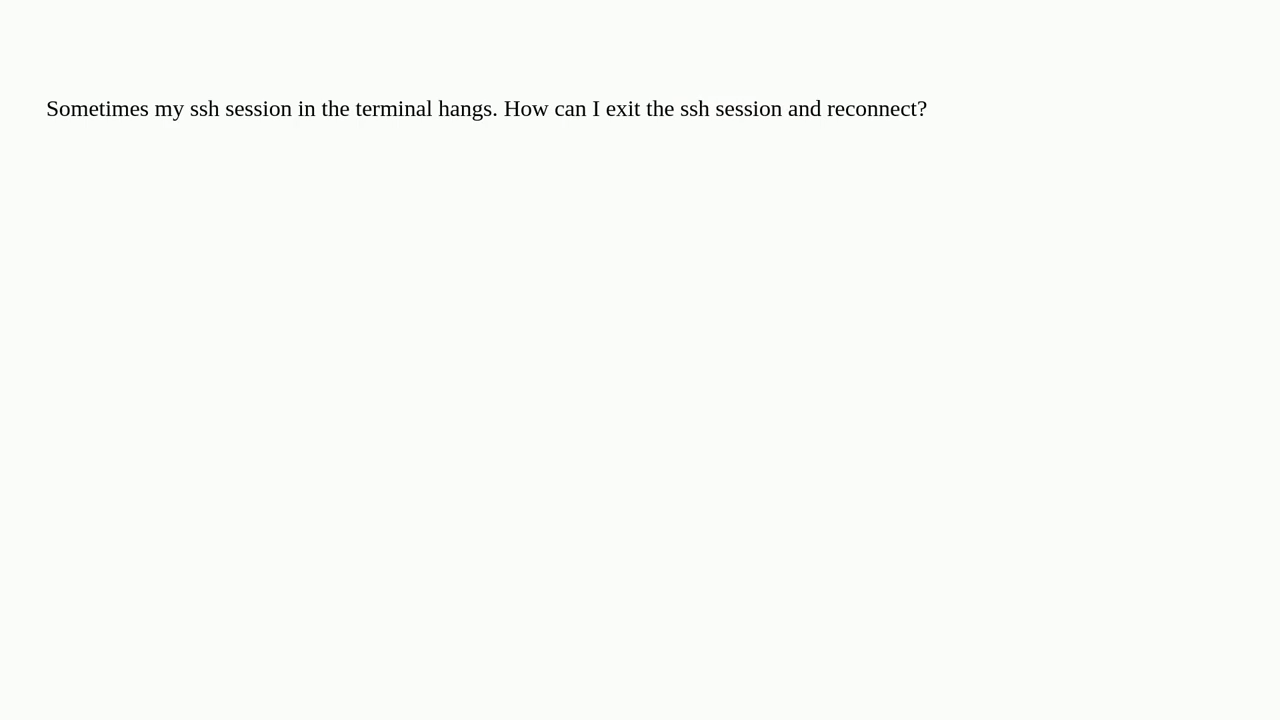 Sometimes my ssh session in the terminal hangs. How can I exit the ssh session and reconnect?